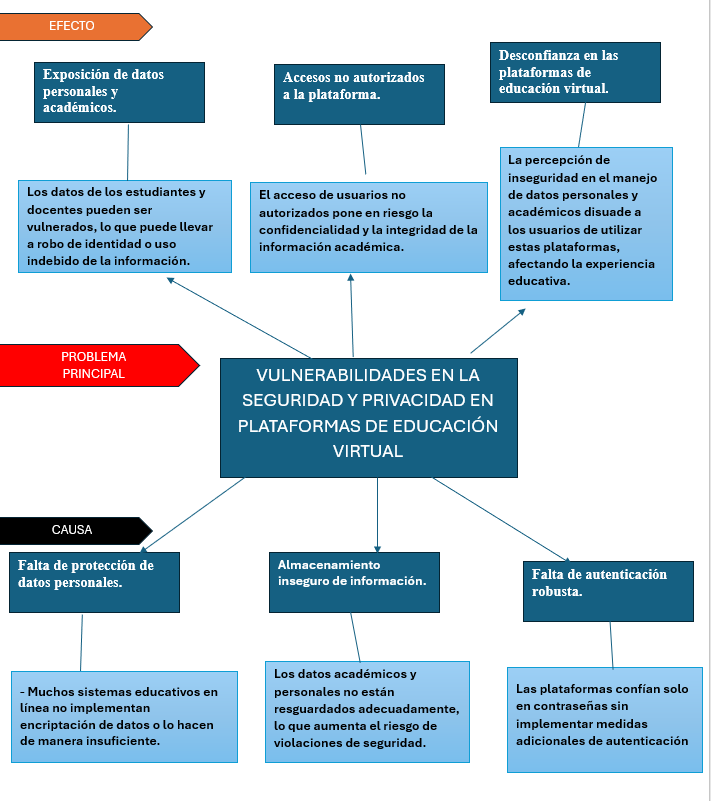 EFECTO
Exposición de datos
personales y
académicos.
Accesos no autorizados
a la plataforma.
Desconfianza en las
plataformas de
educación virtual.
Los datos de los estudiantes y
docentes pueden ser
vulnerados, lo que puede llevar
a robo de identidad o uso
indebido de la información.
El acceso de usuarios no
autorizados pone en riesgo la
confidencialidad y la integridad de la
información académica.
La percepción de
inseguridad en el manejo
de datos personales y
académicos disuade a
los usuarios de utilizar
estas plataformas,
afectando la experiencia
educativa.
PROBLEMA
PRINCIPAL
VULNERABILIDADES EN LA
SEGURIDAD Y PRIVACIDAD EN
PLATAFORMAS DE EDUCACIÓN
VIRTUAL
CAUSA
Falta de protección de
datos personales.
Almacenamiento
inseguro de información.
Falta de autenticación
robusta.
- Muchos sistemas educativos en
línea no implementan
encriptación de datos o lo hacen
de manera insuficiente.
Los datos académicos y
personales no están
resguardados adecuadamente,
lo que aumenta el riesgo de
violaciones de seguridad.
Las plataformas confían solo
en contraseñas sin
implementar medidas
adicionales de autenticación